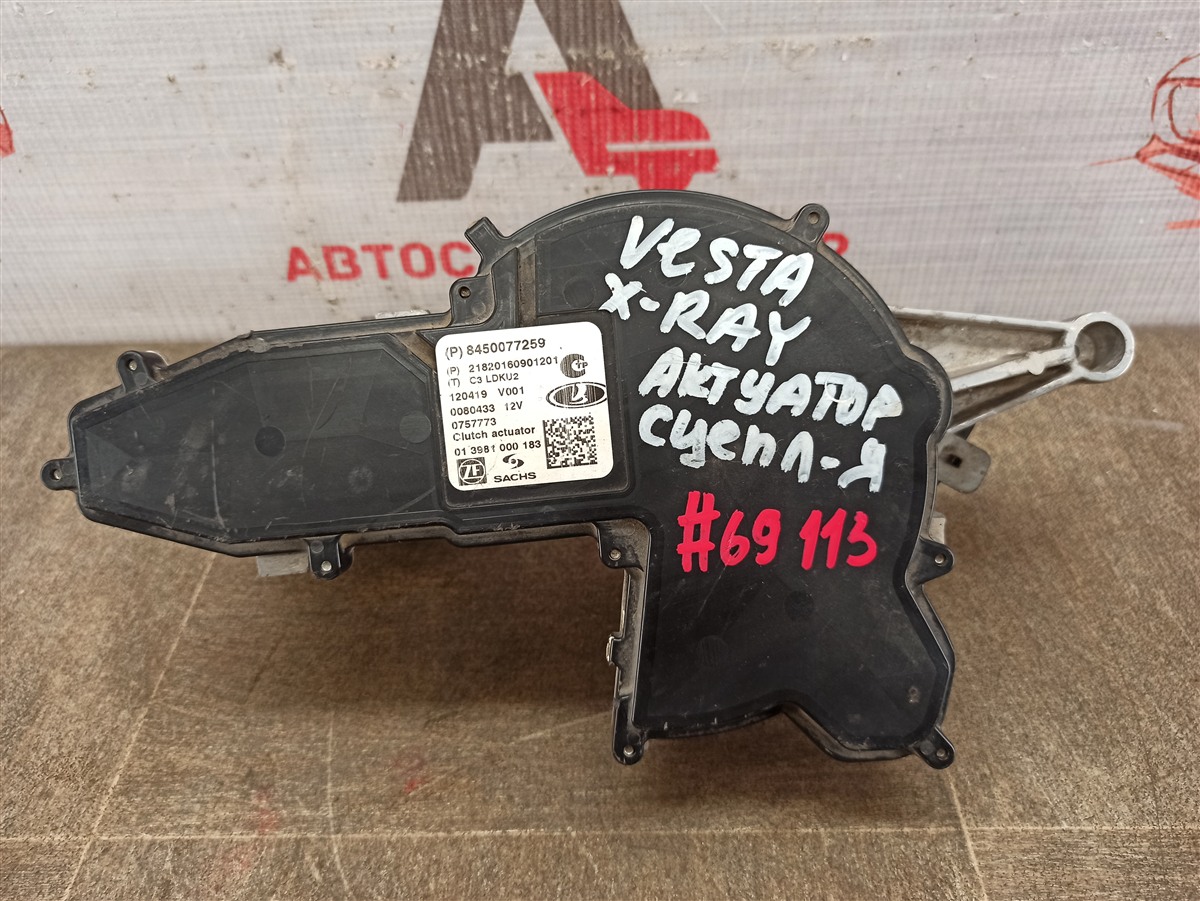 АВТОС
Р
VESTA
X-RAY
АКТУАТОР
СЦЕПЛ-Я
#69 113
(P) 8450077259
(P) 21820160901201
(T) C3 LDKU2
120419 V001
0080433 12V
0757773
Clutch actuator
01 3981 000 183
ZF SACHS
CTP